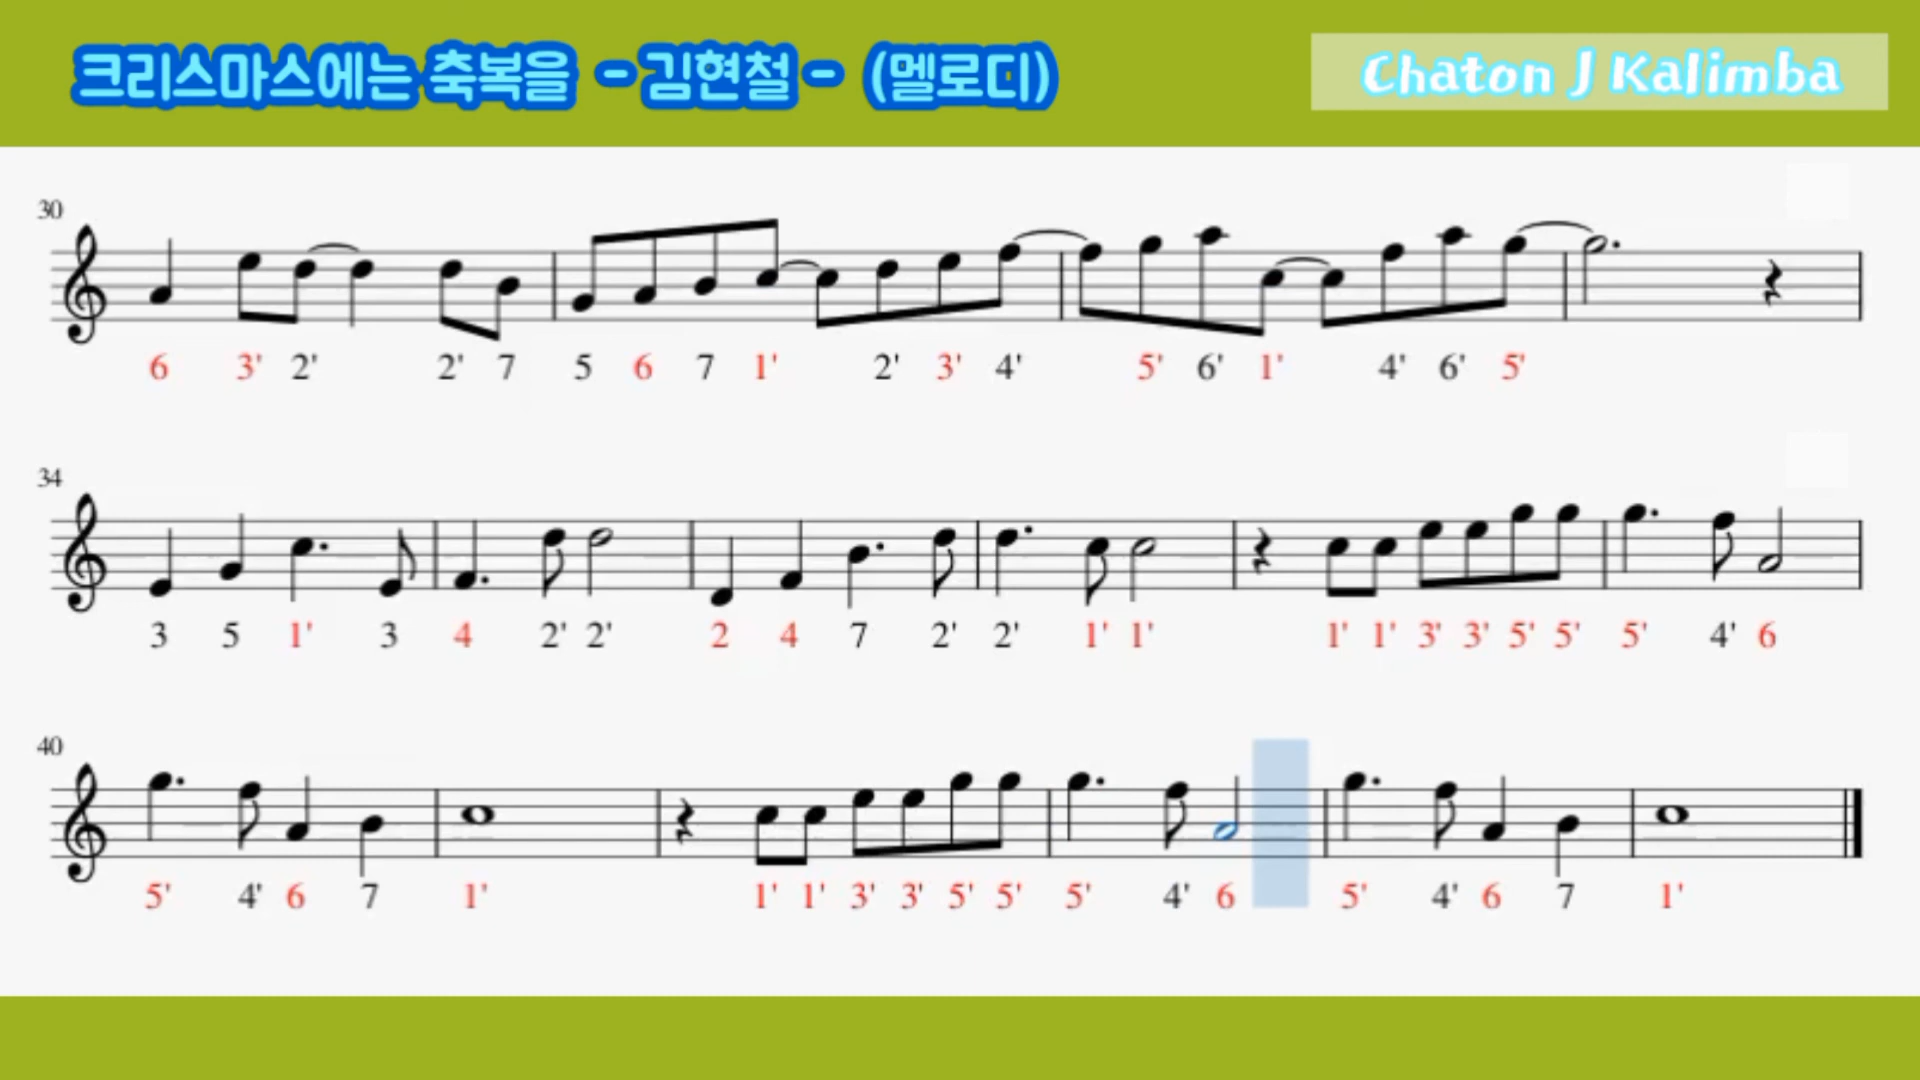 크리스마스에는 축복을 -김현철- (멜로디)
Chaton J Kalimba
30
6 3' 2' 2' 7 5 6 7 1' 2' 3' 4' 5' 6' 1' 4' 6' 5'
34
3 5 1' 3 4 2' 2' 2 4 7 2' 2' 1' 1' 1' 1' 3' 3' 5' 5' 5' 4' 6
40
5' 4' 6 7 1' 1' 1' 3' 3' 5' 5' 5' 4' 6 5' 4' 6 7 1'